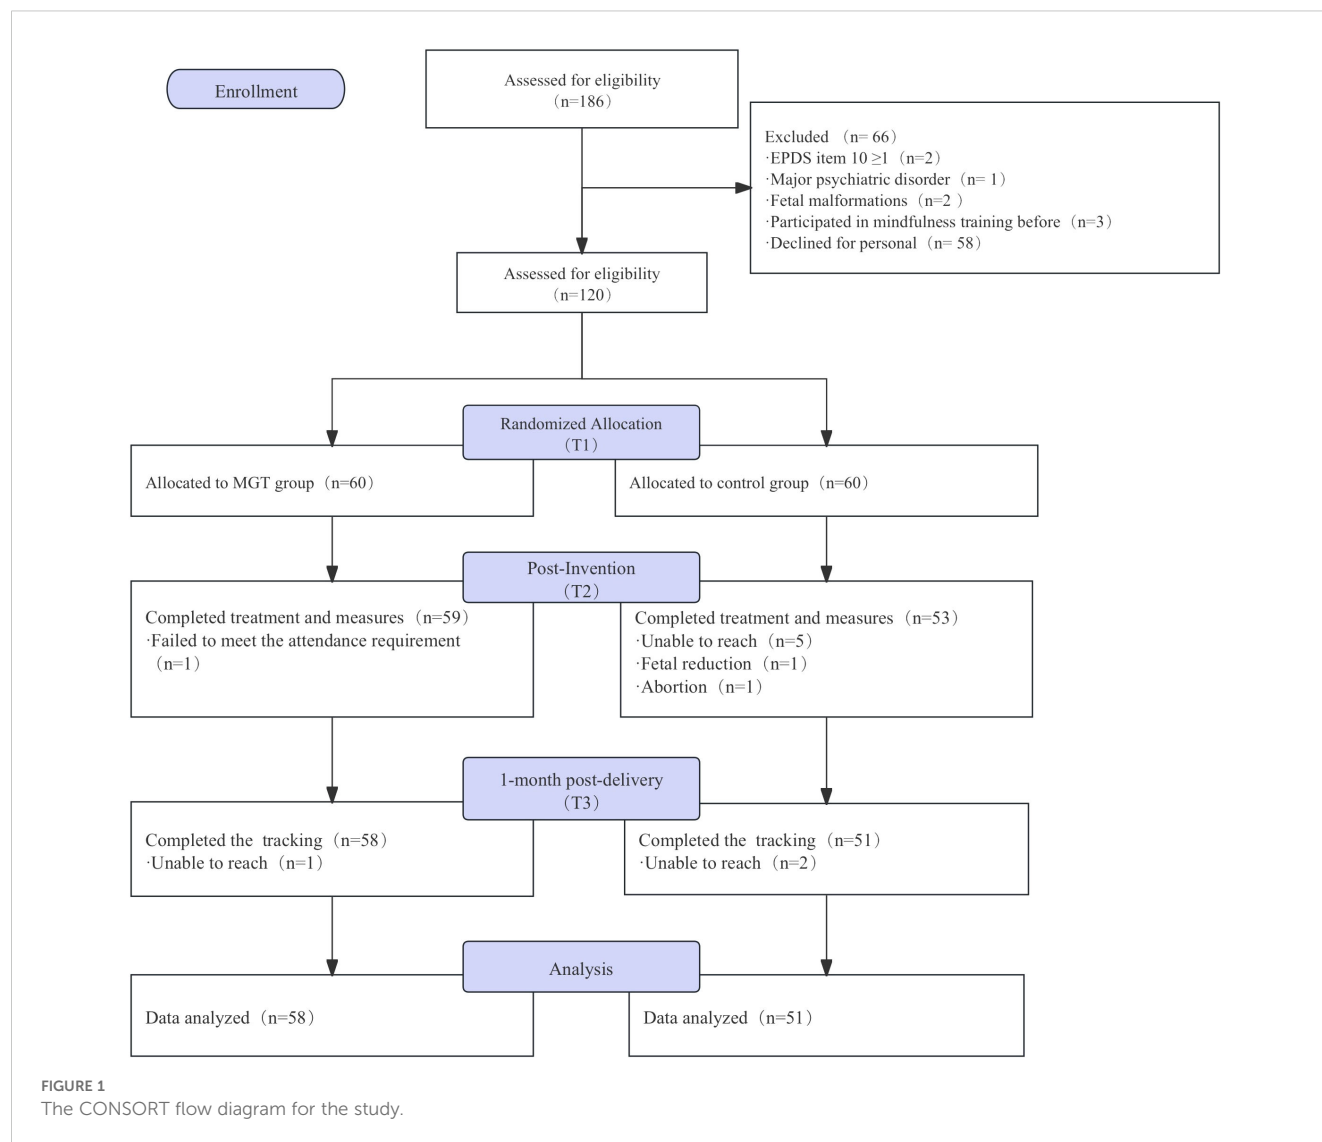 Enrollment
Assessed for eligibility
（n=186）
Excluded （n= 66）
·EPDS item 10 ≥1（n=2）
·Major psychiatric disorder（n= 1）
·Fetal malformations（n=2 ）
·Participated in mindfulness training before（n=3）
·Declined for personal（n= 58）
Assessed for eligibility
（n=120）
Randomized Allocation
（T1）
Allocated to MGT group（n=60）
Allocated to control group（n=60）
Post-Invention
（T2）
Completed treatment and measures（n=59）
·Failed to meet the attendance requirement
（n=1）
Completed treatment and measures（n=53）
·Unable to reach（n=5）
·Fetal reduction（n=1）
·Abortion（n=1）
1-month post-delivery
（T3）
Completed the tracking（n=58）
·Unable to reach（n=1）
Completed the tracking（n=51）
·Unable to reach（n=2）
Analysis
Data analyzed（n=58）
Data analyzed（n=51）
FIGURE 1
The CONSORT flow diagram for the study.